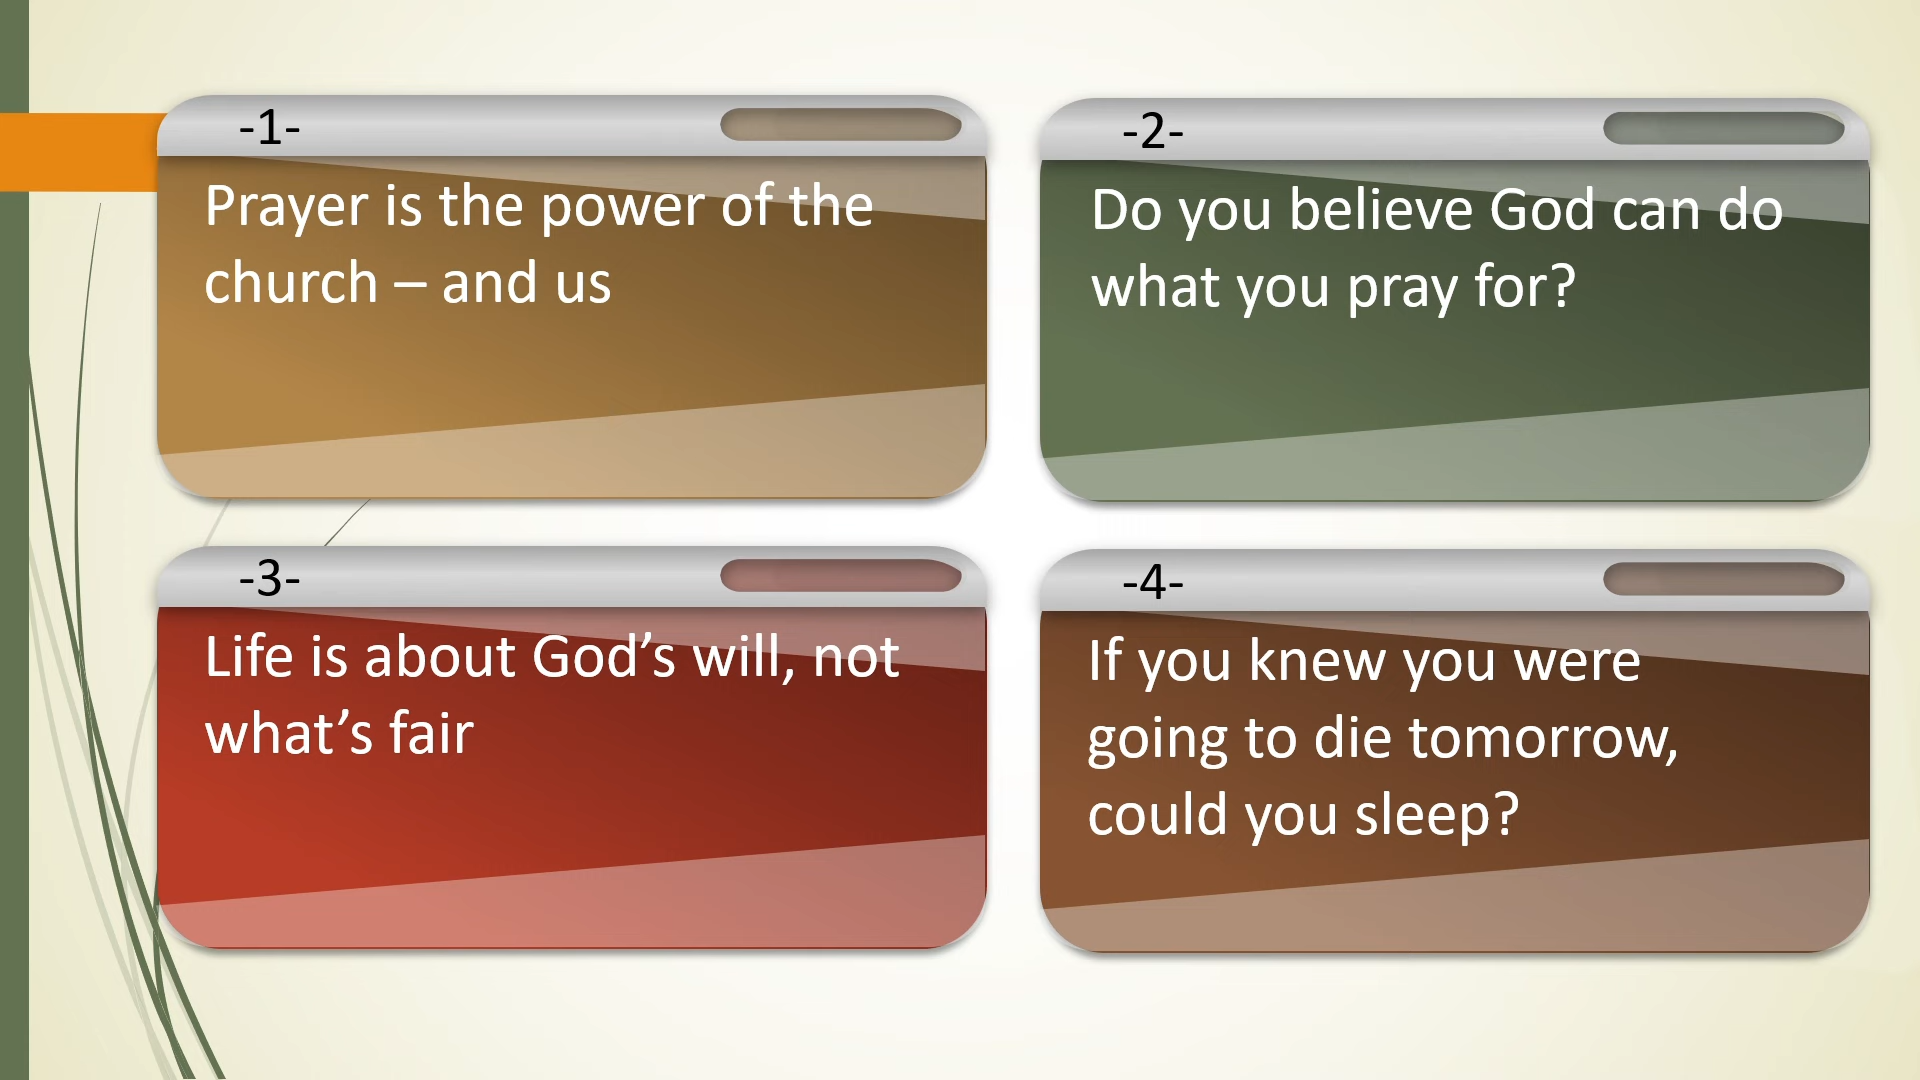 -1-
Prayer is the power of the
church – and us
-2-
Do you believe God can do
what you pray for?
-3-
Life is about God’s will, not
what’s fair
-4-
If you knew you were
going to die tomorrow,
could you sleep?